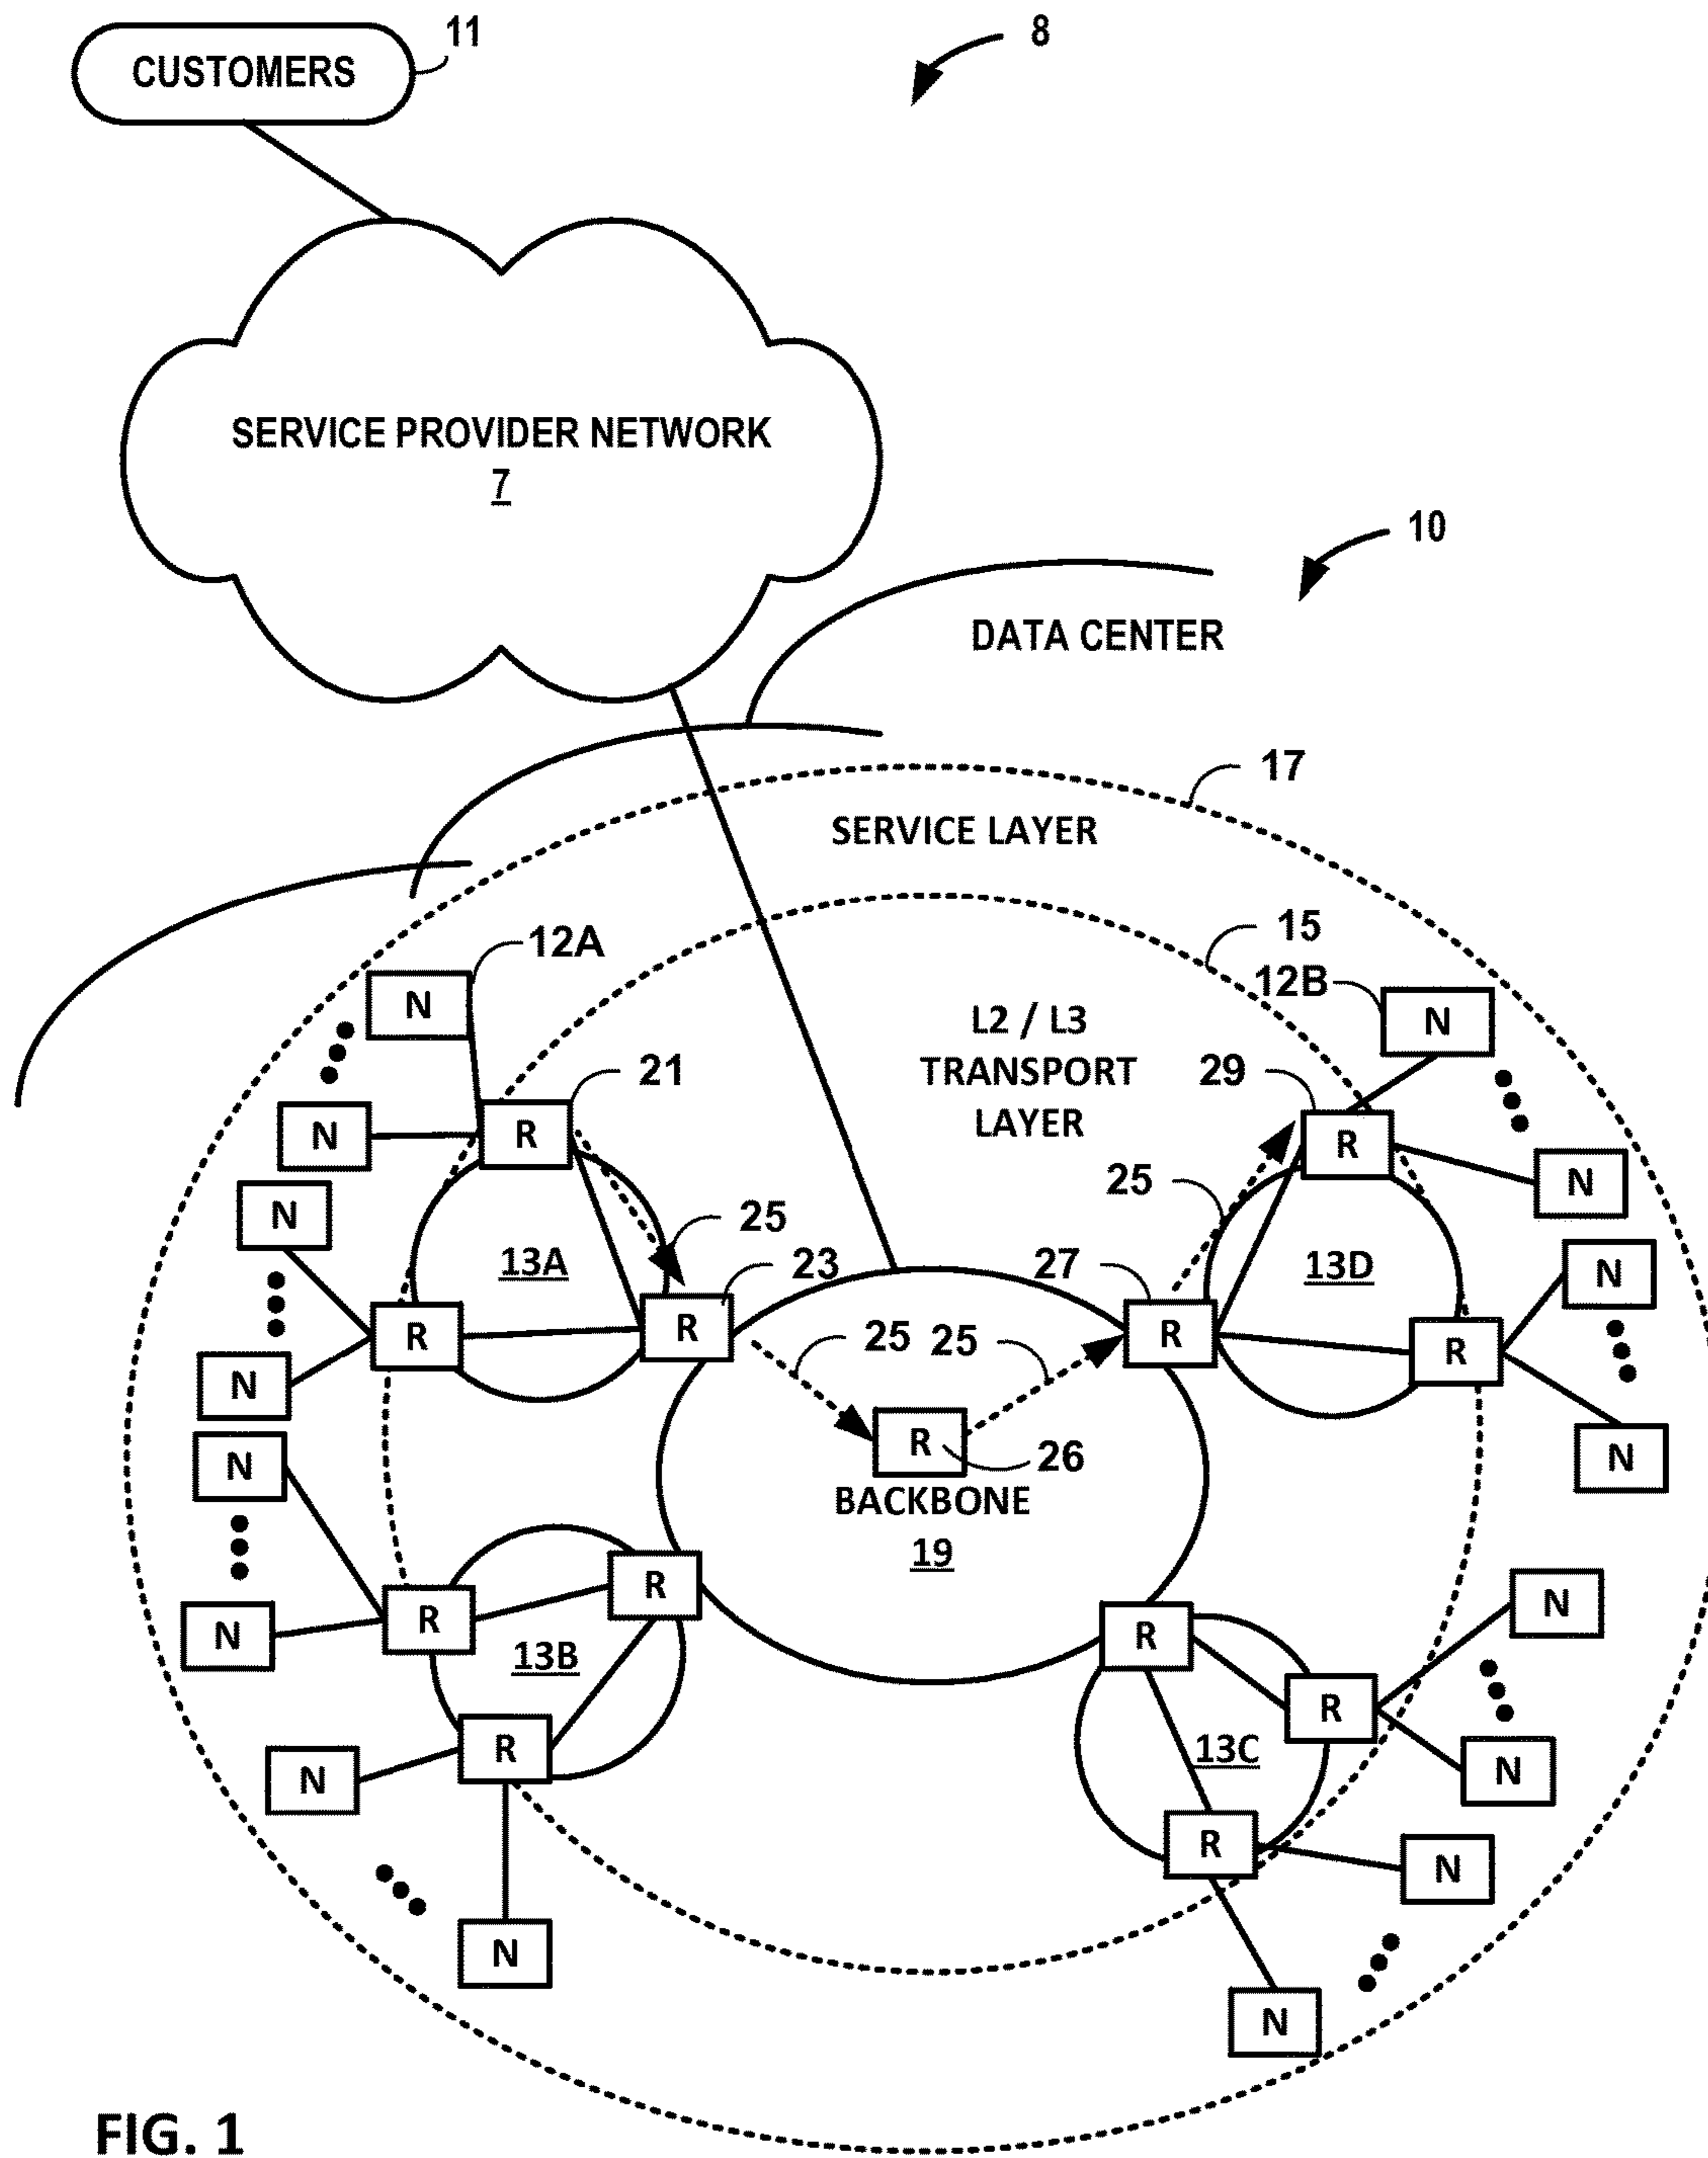 11
8
CUSTOMERS
SERVICE PROVIDER NETWORK
7
10
DATA CENTER
17
SERVICE LAYER
15
12A
12B
N
N
L2 / L3
TRANSPORT
LAYER
21
29
R
N
R
N
25
25
N
13A
23
27
13D
N
R
R
R
25
25
R
N
R
26
N
N
BACKBONE
19
R
N
R
N
R
13B
R
R
13C
N
N
R
N
N
N
FIG. 1